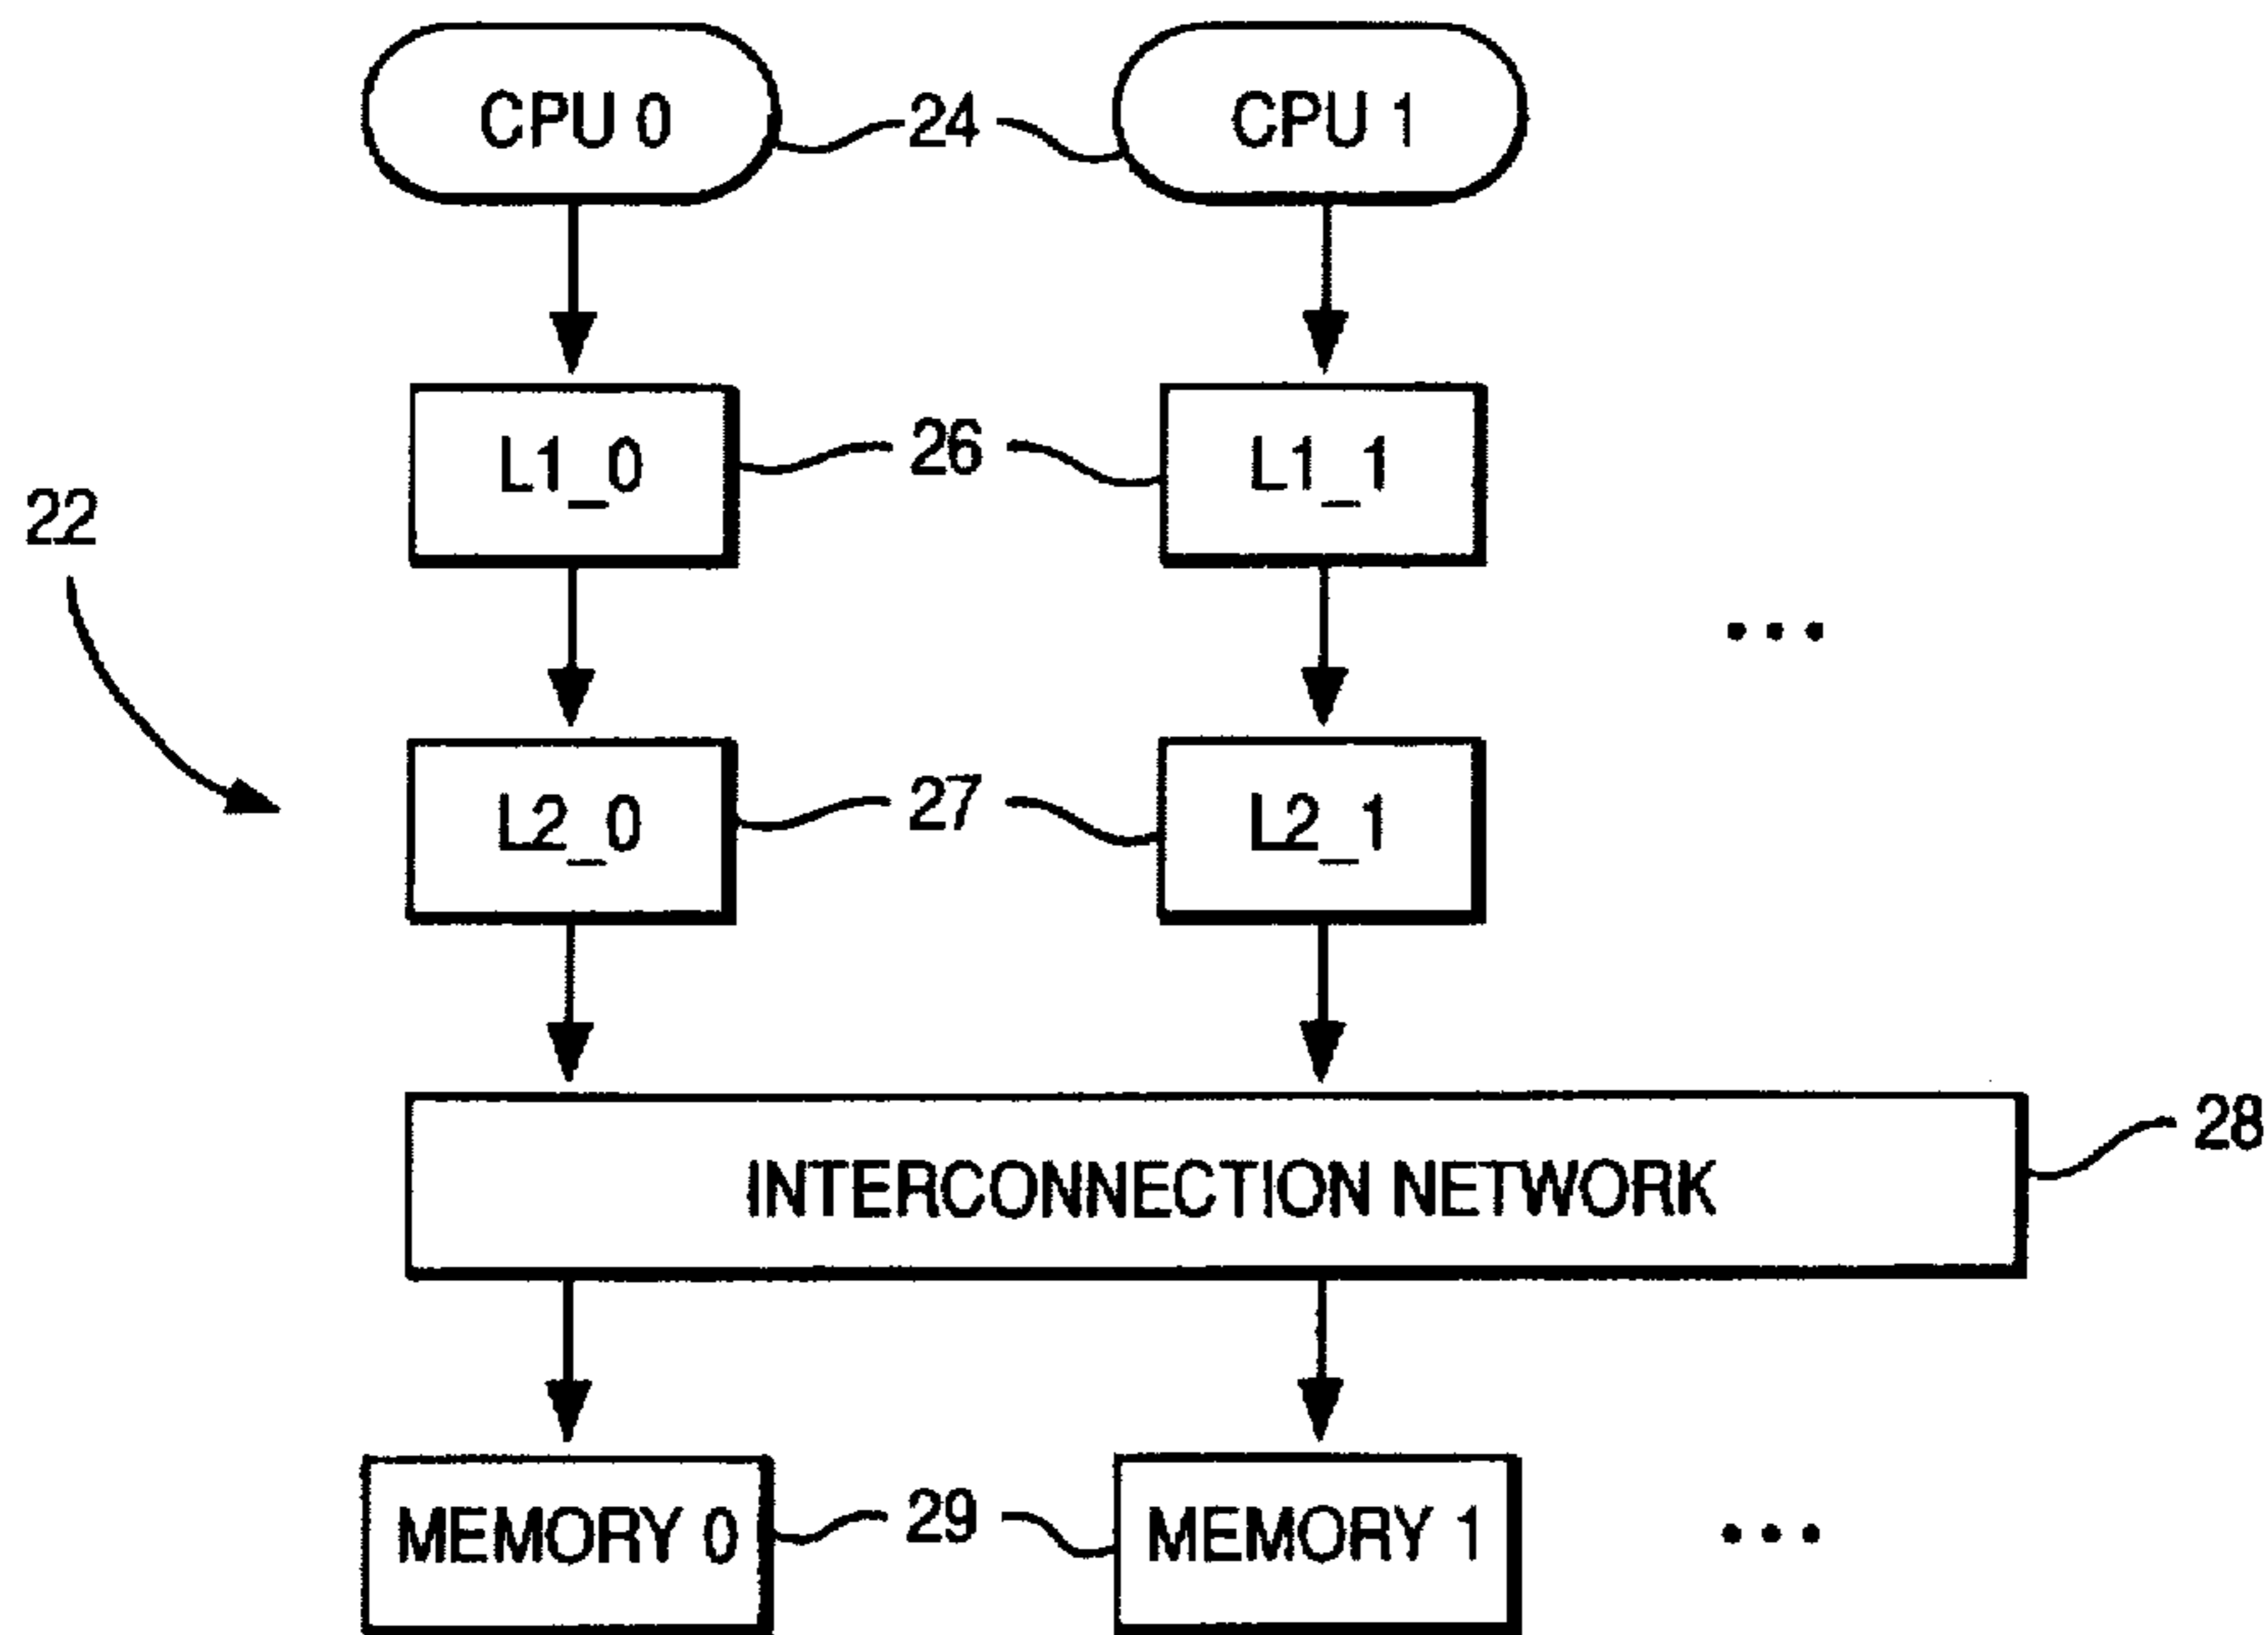 CPU 0
24
CPU 1
L1_0
26
L1_1
22
• • •
L2_0
27
L2_1
INTERCONNECTION NETWORK
28
MEMORY 0
29
MEMORY 1
• • •